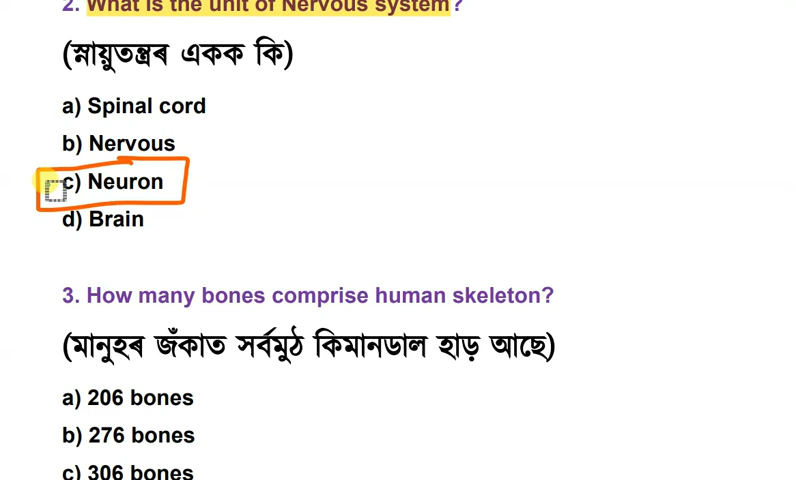 2. What is the unit of Nervous system?
(স্নায়ুতন্ত্ৰৰ একক কি)
a) Spinal cord
b) Nervous
c) Neuron
d) Brain
3. How many bones comprise human skeleton?
(মানুহৰ জঁকাত সৰ্বমুঠ কিমানডাল হাড় আছে)
a) 206 bones
b) 276 bones
c) 306 bones